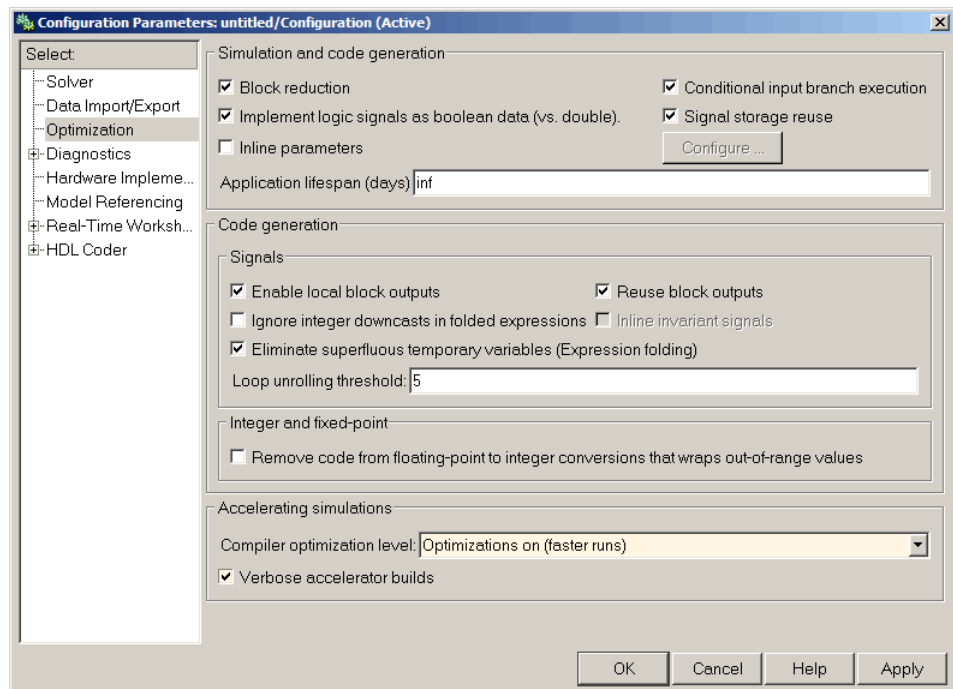 Configuration Parameters: untitled/Configuration (Active)
Select:
Solver
Data Import/Export
Optimization
Diagnostics
Hardware Impleme...
Model Referencing
Real-Time Worksh...
HDL Coder
Simulation and code generation
Block reduction
Conditional input branch execution
Implement logic signals as boolean data (vs. double).
Signal storage reuse
Inline parameters
Configure ...
Application lifespan (days) inf
Code generation
Signals
Enable local block outputs
Reuse block outputs
Ignore integer downcasts in folded expressions
Inline invariant signals
Eliminate superfluous temporary variables (Expression folding)
Loop unrolling threshold: 5
Integer and fixed-point
Remove code from floating-point to integer conversions that wraps out-of-range values
Accelerating simulations
Compiler optimization level: Optimizations on (faster runs)
Verbose accelerator builds
OK
Cancel
Help
Apply